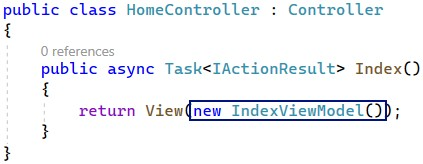 public class HomeController : Controller
{
0 references
public async Task<IActionResult> Index()
{
return View(new IndexViewModel());
}
}